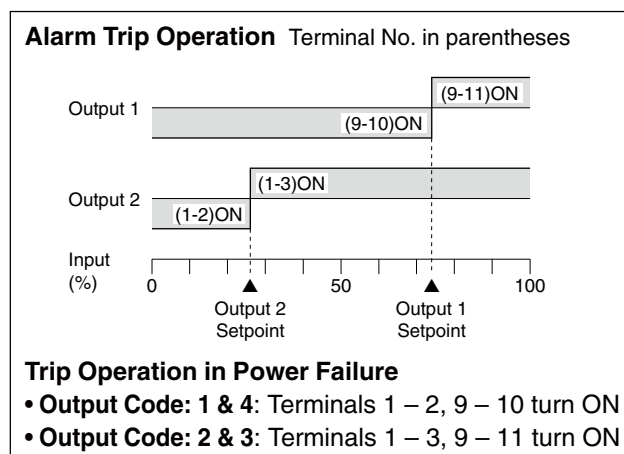 Alarm Trip Operation Terminal No. in parentheses
(9-11)ON
Output 1
(9-10)ON
(1-3)ON
Output 2
(1-2)ON
Input
(%)
0 50 100
Output 2
Setpoint
Output 1
Setpoint
Trip Operation in Power Failure
• Output Code: 1 & 4: Terminals 1 – 2, 9 – 10 turn ON
• Output Code: 2 & 3: Terminals 1 – 3, 9 – 11 turn ON